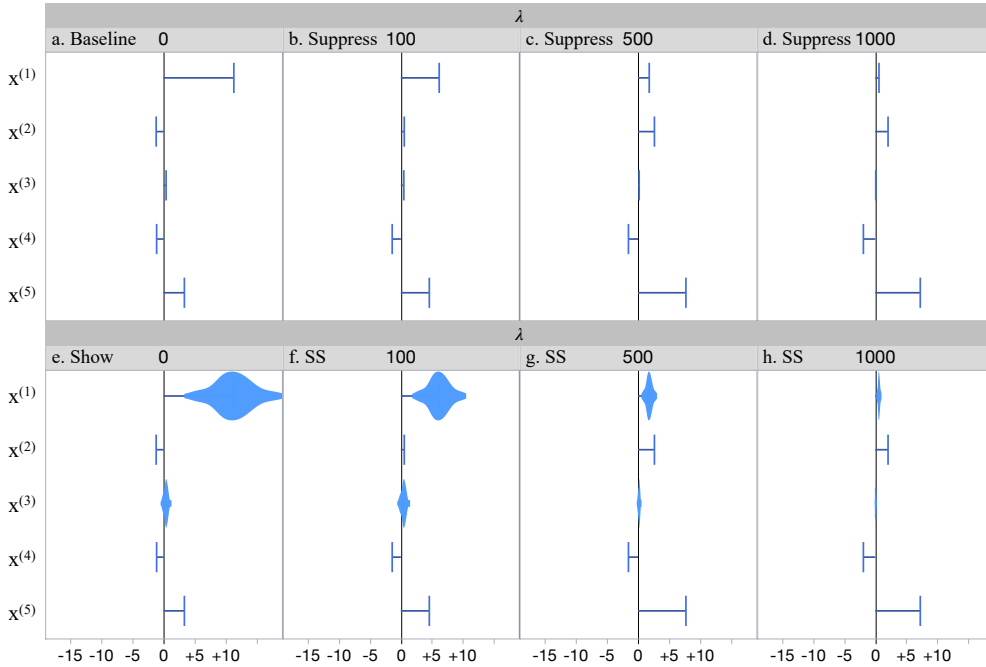 λ
a. Baseline 0 b. Suppress 100 c. Suppress 500 d. Suppress 1000
x(1)
x(2)
x(3)
x(4)
x(5)
λ
e. Show 0 f. SS 100 g. SS 500 h. SS 1000
x(1)
x(2)
x(3)
x(4)
x(5)
-15 -10 -5 0 +5 +10 -15 -10 -5 0 +5 +10 -15 -10 -5 0 +5 +10 -15 -10 -5 0 +5 +10